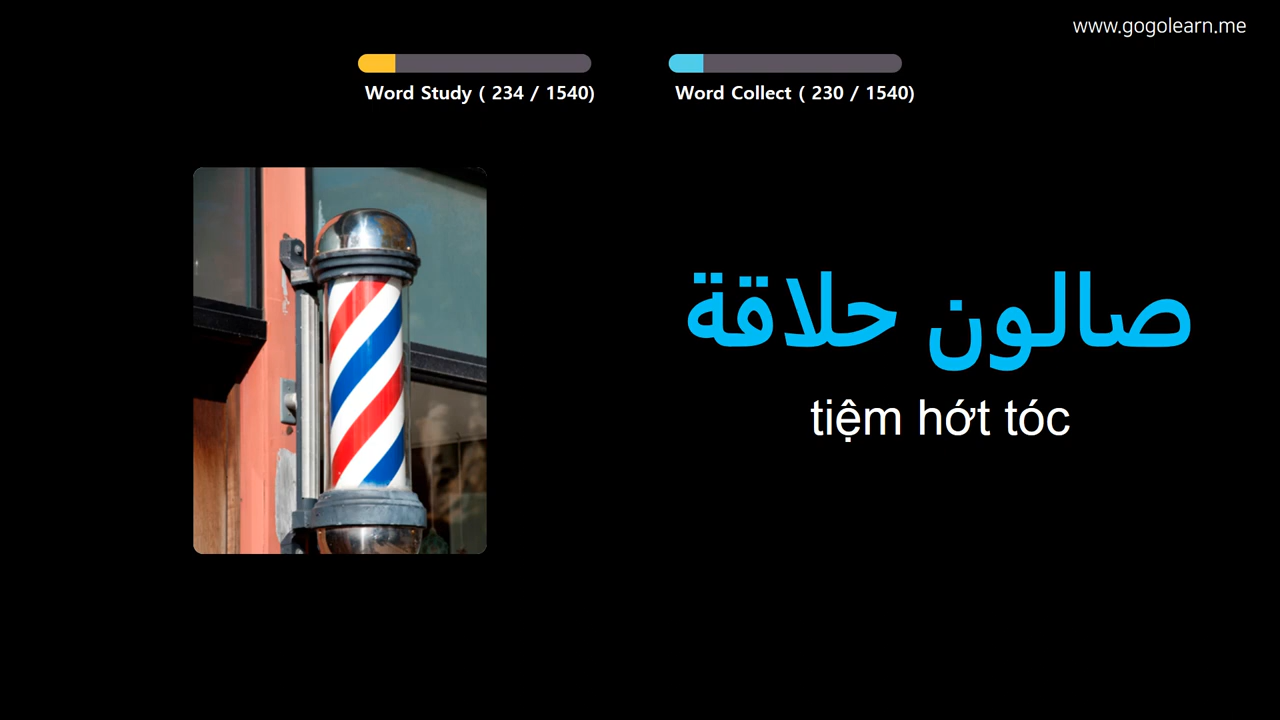 www.gogolearn.me
Word Study ( 234 / 1540)
Word Collect ( 230 / 1540)
صالون حلاقة
tiệm hớt tóc